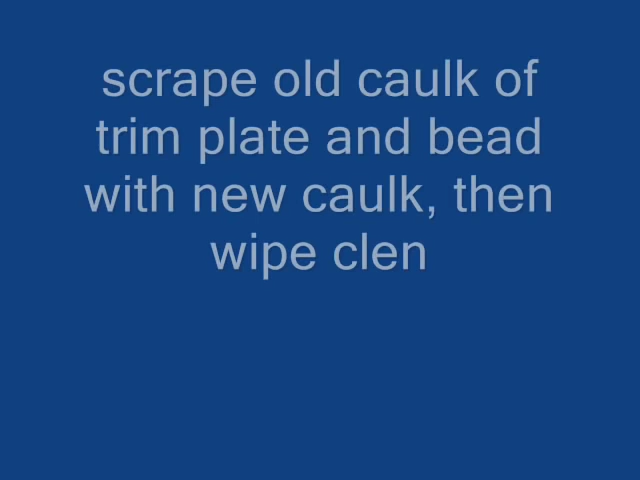 scrape old caulk of
trim plate and bead
with new caulk, then
wipe clen